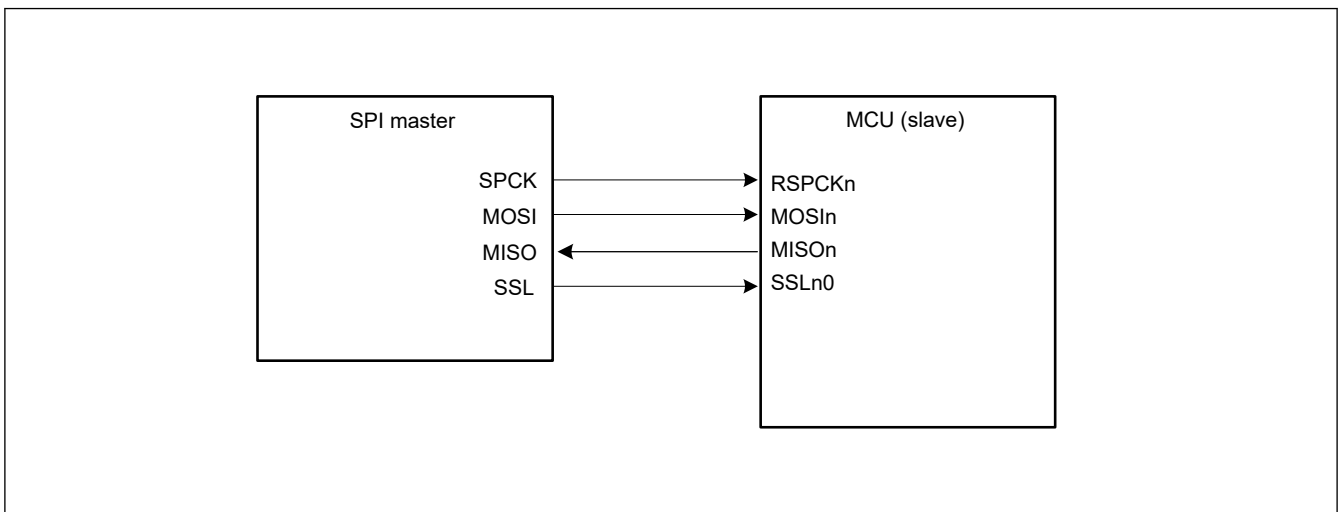 SPI master
SPCK
MOSI
MISO
SSL
MCU (slave)
RSPCKn
MOSIn
MISOn
SSLn0